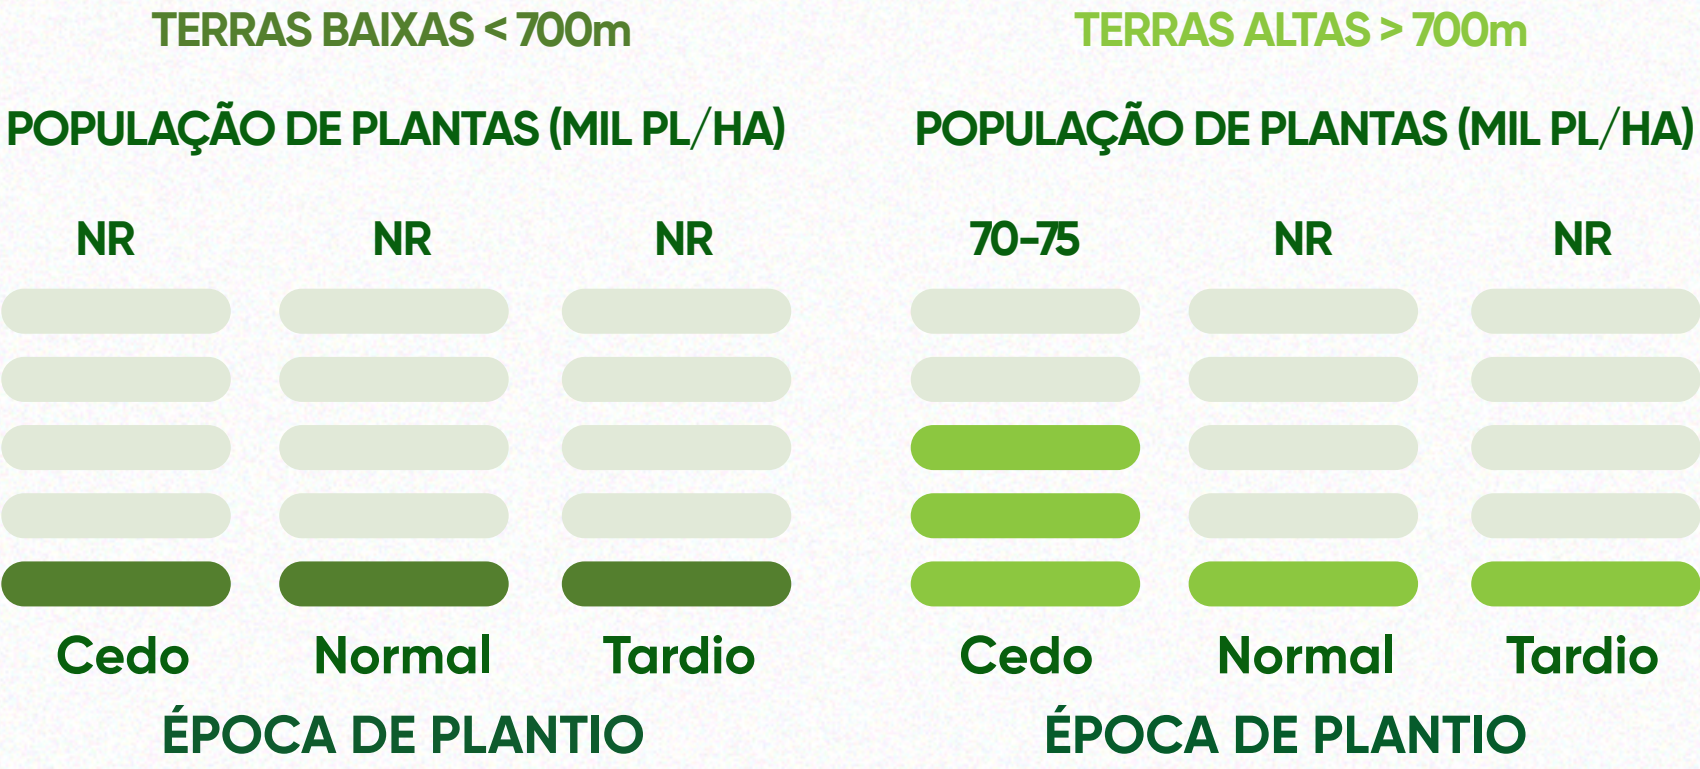 TERRAS BAIXAS < 700m
POPULAÇÃO DE PLANTAS (MIL PL/HA)
NR NR NR
Cedo Normal Tardio
ÉPOCA DE PLANTIO
TERRAS ALTAS > 700m
POPULAÇÃO DE PLANTAS (MIL PL/HA)
70-75 NR NR
Cedo Normal Tardio
ÉPOCA DE PLANTIO